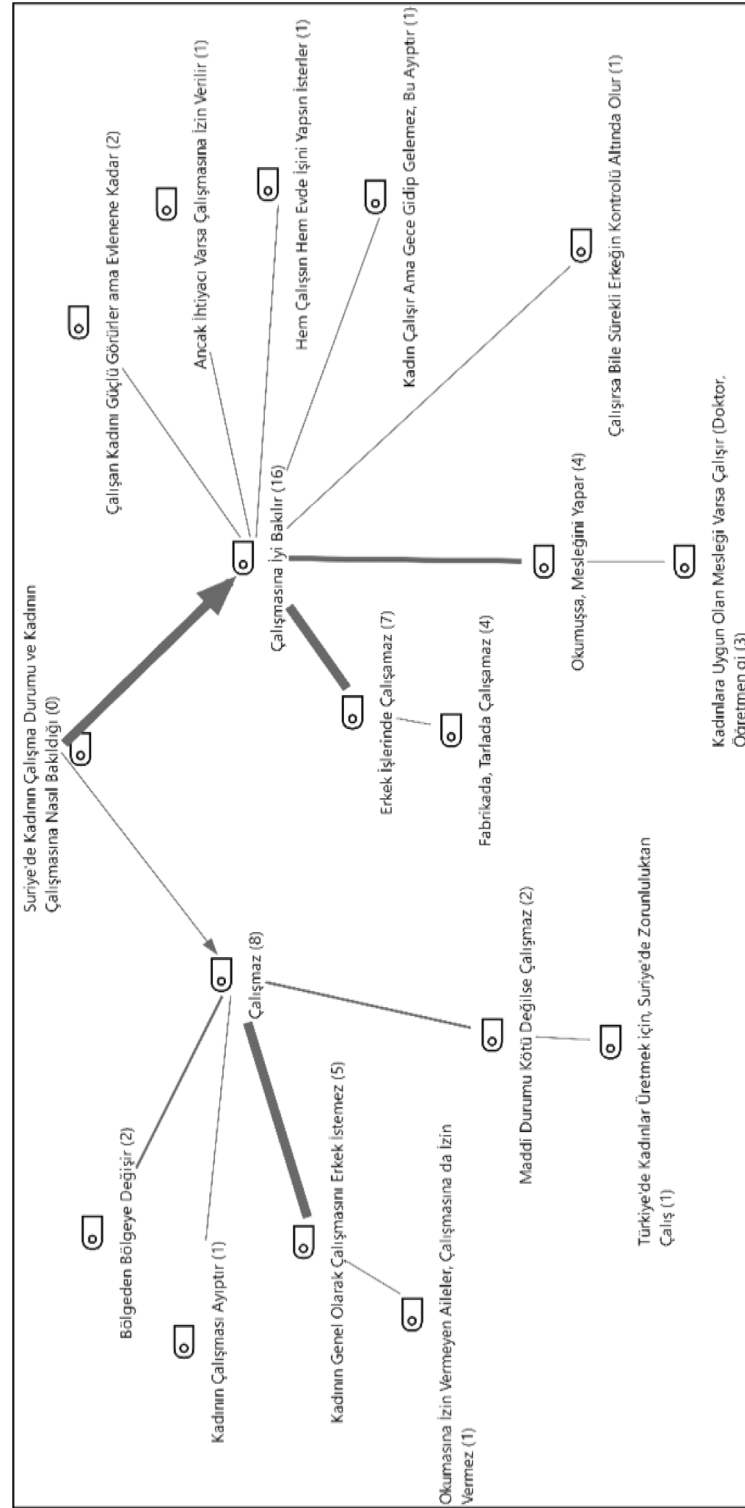 Suriye'de Kadının Çalışma Durumu ve Kadının
Çalışmasına Nasıl Bakıldığı (0)
Çalışmaz (8)
Bölgeden Bölgeye Değişir (2)
Kadının Çalışması Ayıptır (1)
Kadının Genel Olarak Çalışmasını Erkek İstemez (5)
Okumasına İzin Vermeyen Aileler, Çalışmasına da İzin
Vermez (1)
Maddi Durumu Kötü Değilse Çalışmaz (2)
Türkiye'de Kadınlar Üretmek için, Suriye'de Zorunluluktan
Çalış (1)
Çalışmasına İyi Bakılır (16)
Çalışan Kadını Güçlü Görürler ama Evlenene Kadar (2)
Ancak İhtiyacı Varsa Çalışmasına İzin Verilir (1)
Hem Çalışsın Hem Evde İşini Yapsın İsterler (1)
Kadın Çalışır Ama Gece Gidip Gelemez, Bu Ayıptır (1)
Çalışırsa Bile Sürekli Erkeğin Kontrolü Altında Olur (1)
Erkek İşlerinde Çalışamaz (7)
Fabrikada, Tarlada Çalışamaz (4)
Okumuşsa, Mesleğini Yapar (4)
Kadınlara Uygun Olan Mesleği Varsa Çalışır (Doktor,
Öğretmen gi (3)